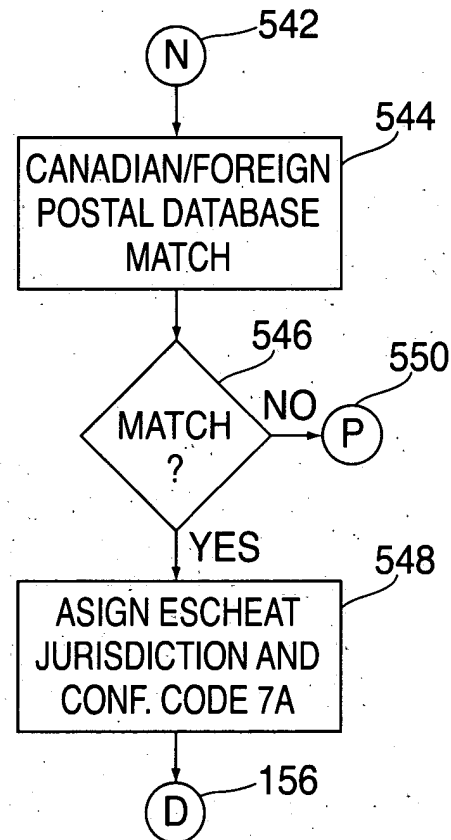 542
N
544
CANADIAN/FOREIGN
POSTAL DATABASE
MATCH
546
550
MATCH
?
NO
P
YES
548
ASIGN ESCHEAT
JURISDICTION AND
CONF. CODE 7A
156
D